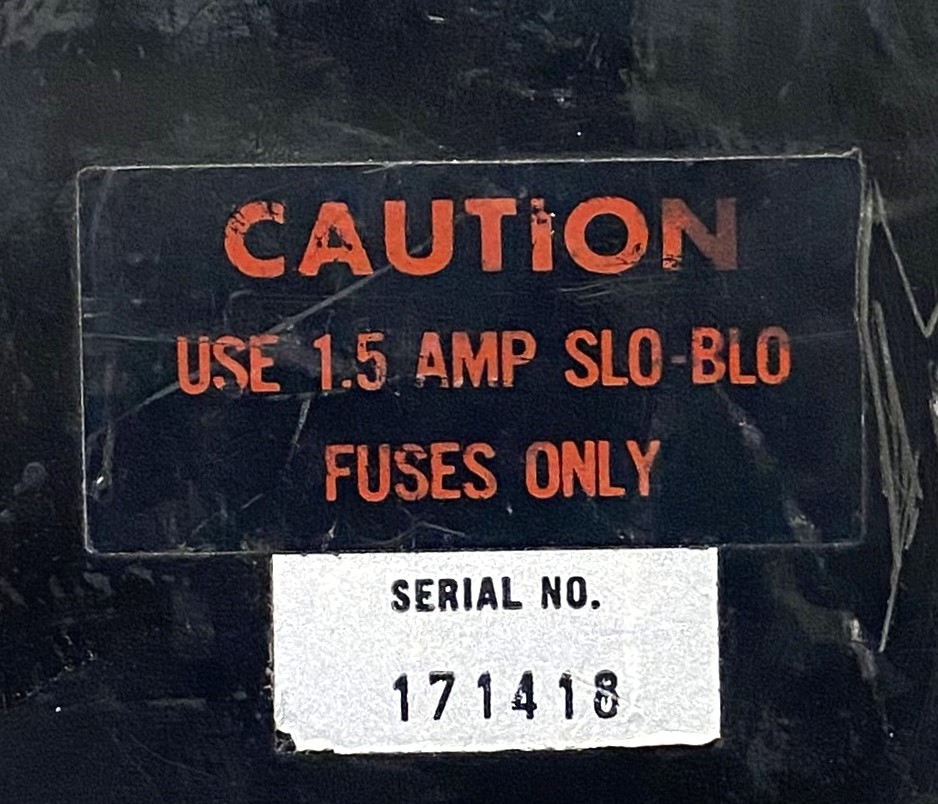 CAUTION
USE 1.5 AMP SLO-BLO
FUSES ONLY
SERIAL NO.
171418